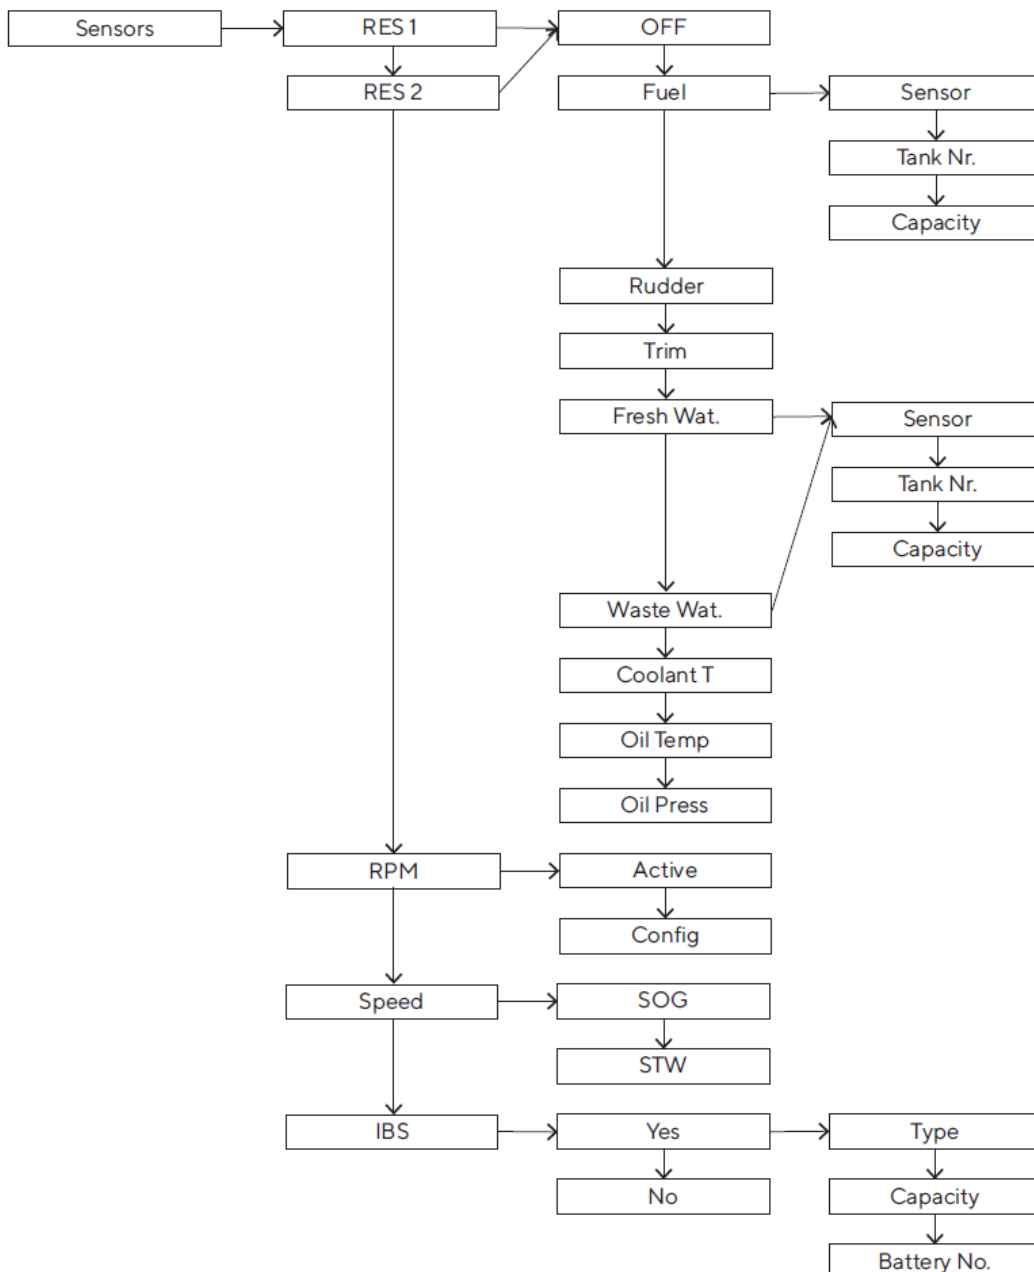 Sensors
RES 1
OFF
RES 2
Fuel
Sensor
Tank Nr.
Capacity
Rudder
Trim
Fresh Wat.
Sensor
Tank Nr.
Capacity
Waste Wat.
Coolant T
Oil Temp
Oil Press
RPM
Active
Config
Speed
SOG
STW
IBS
Yes
Type
No
Capacity
Battery No.